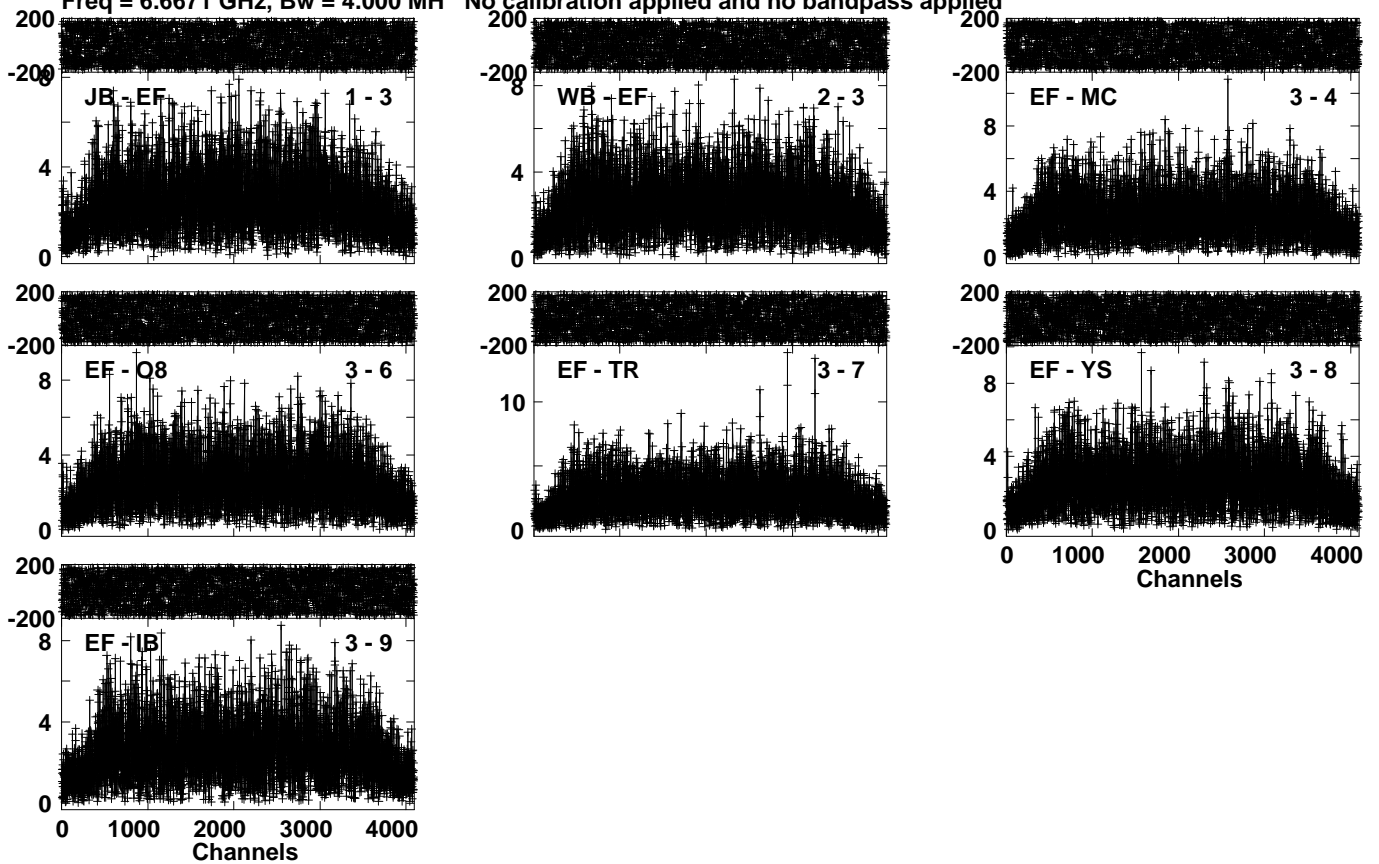 Freq = 6.6671 GHz, Bw = 4.000 MH No calibration applied and no bandpass applied
200
-200
8
4
0
JB - EF 1 - 3
200
-200
8
4
0
WB - EF 2 - 3
200
-200
8
4
0
EF - MC 3 - 4
200
-200
8
4
0
EF - O8 3 - 6
200
-200
10
0
EF - TR 3 - 7
200
-200
8
4
0
EF - YS 3 - 8
0 1000 2000 3000 4000
Channels
200
-200
8
4
0
EF - IB 3 - 9
0 1000 2000 3000 4000
Channels